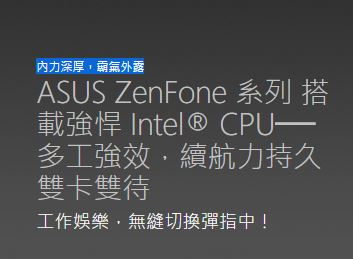 內力深厚，霸氣外露
ASUS ZenFone 系列 搭
載強悍 Intel® CPU──
多工強效，續航力持久
雙卡雙待
工作娛樂，無縫切換彈指中！